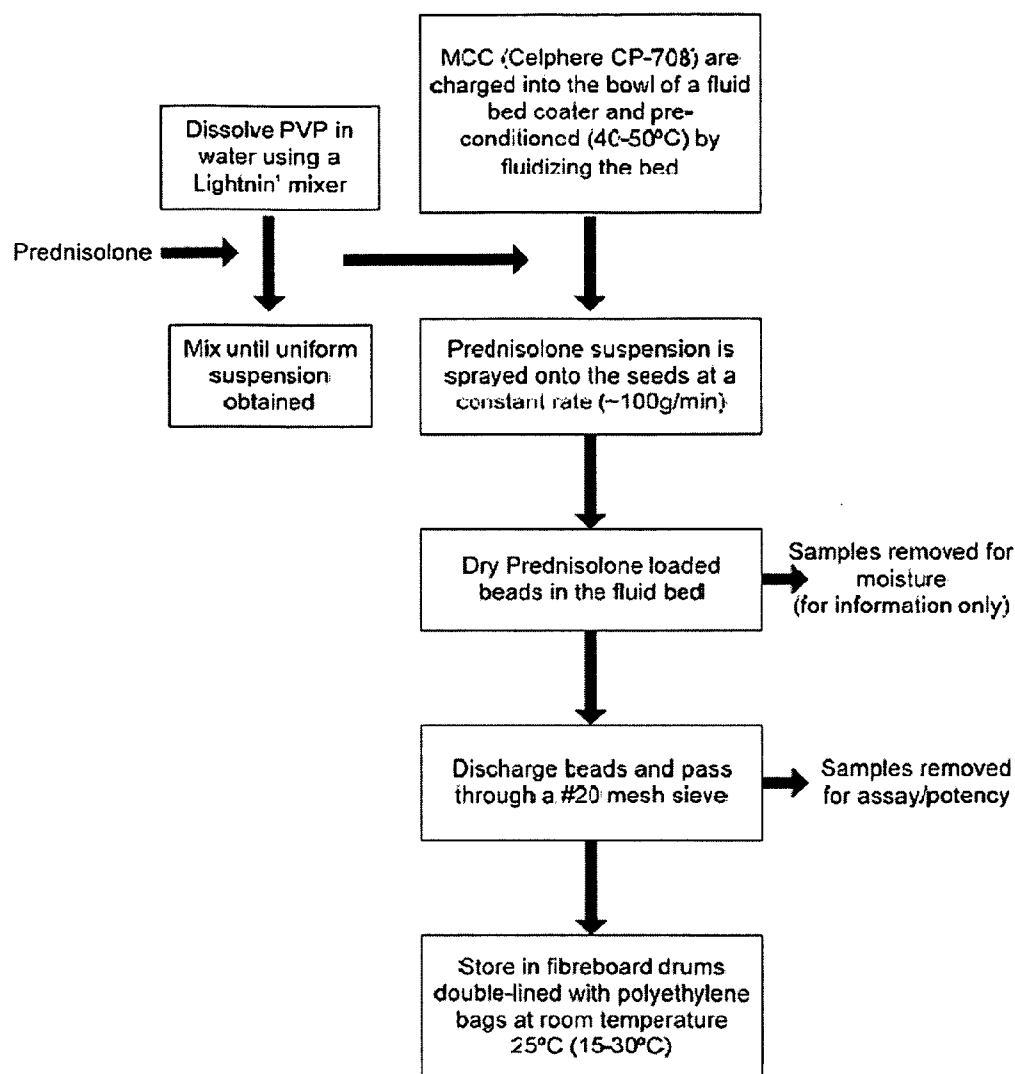 MCC (Celphere CP-708) are
charged into the bowl of a fluid
bed coater and pre-
conditioned (40-50ºC) by
fluidizing the bed
Dissolve PVP in
water using a
Lightnin' mixer
Prednisolone
Mix until uniform
suspension
obtained
Prednisolone suspension is
sprayed onto the seeds at a
constant rate (~100g/min)
Dry Prednisolone loaded
beads in the fluid bed
Samples removed for
moisture
(for information only)
Discharge beads and pass
through a #20 mesh sieve
Samples removed
for assay/potency
Store in fibreboard drums
double-lined with polyethylene
bags at room temperature
25ºC (15-30ºC)